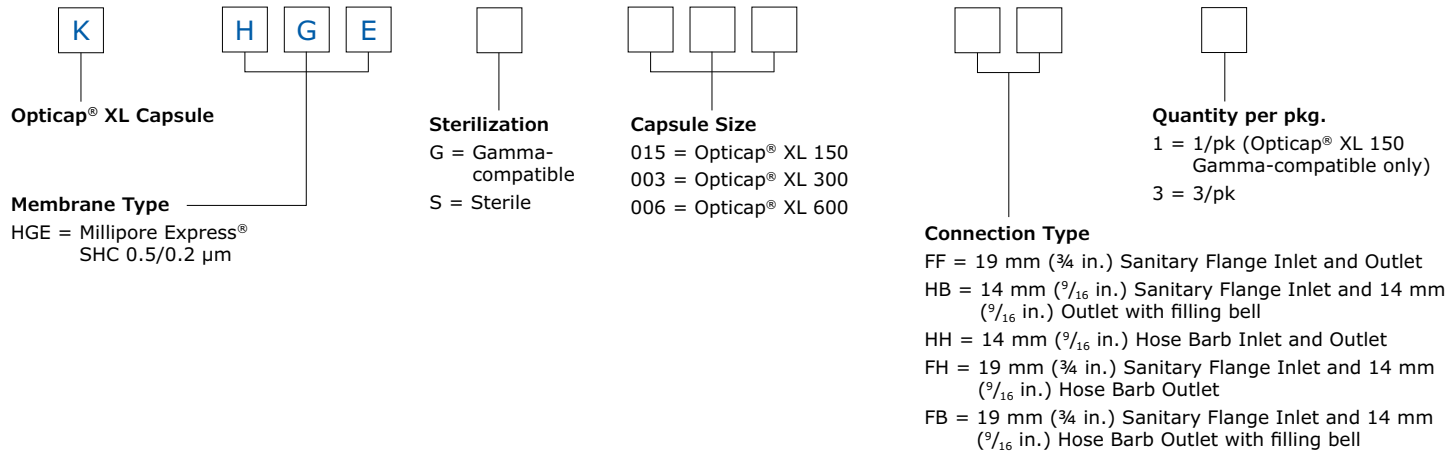 K H G E
Opticap® XL Capsule
Membrane Type
HGE = Millipore Express®
SHC 0.5/0.2 µm
Sterilization
G = Gamma-
compatible
S = Sterile
Capsule Size
015 = Opticap® XL 150
003 = Opticap® XL 300
006 = Opticap® XL 600
Connection Type
FF = 19 mm (¾ in.) Sanitary Flange Inlet and Outlet
HB = 14 mm (9/16 in.) Sanitary Flange Inlet and 14 mm
(9/16 in.) Outlet with filling bell
HH = 14 mm (9/16 in.) Hose Barb Inlet and Outlet
FH = 19 mm (¾ in.) Sanitary Flange Inlet and 14 mm
(9/16 in.) Hose Barb Outlet
FB = 19 mm (¾ in.) Sanitary Flange Inlet and 14 mm
(9/16 in.) Hose Barb Outlet with filling bell
Quantity per pkg.
1 = 1/pk (Opticap® XL 150
Gamma-compatible only)
3 = 3/pk